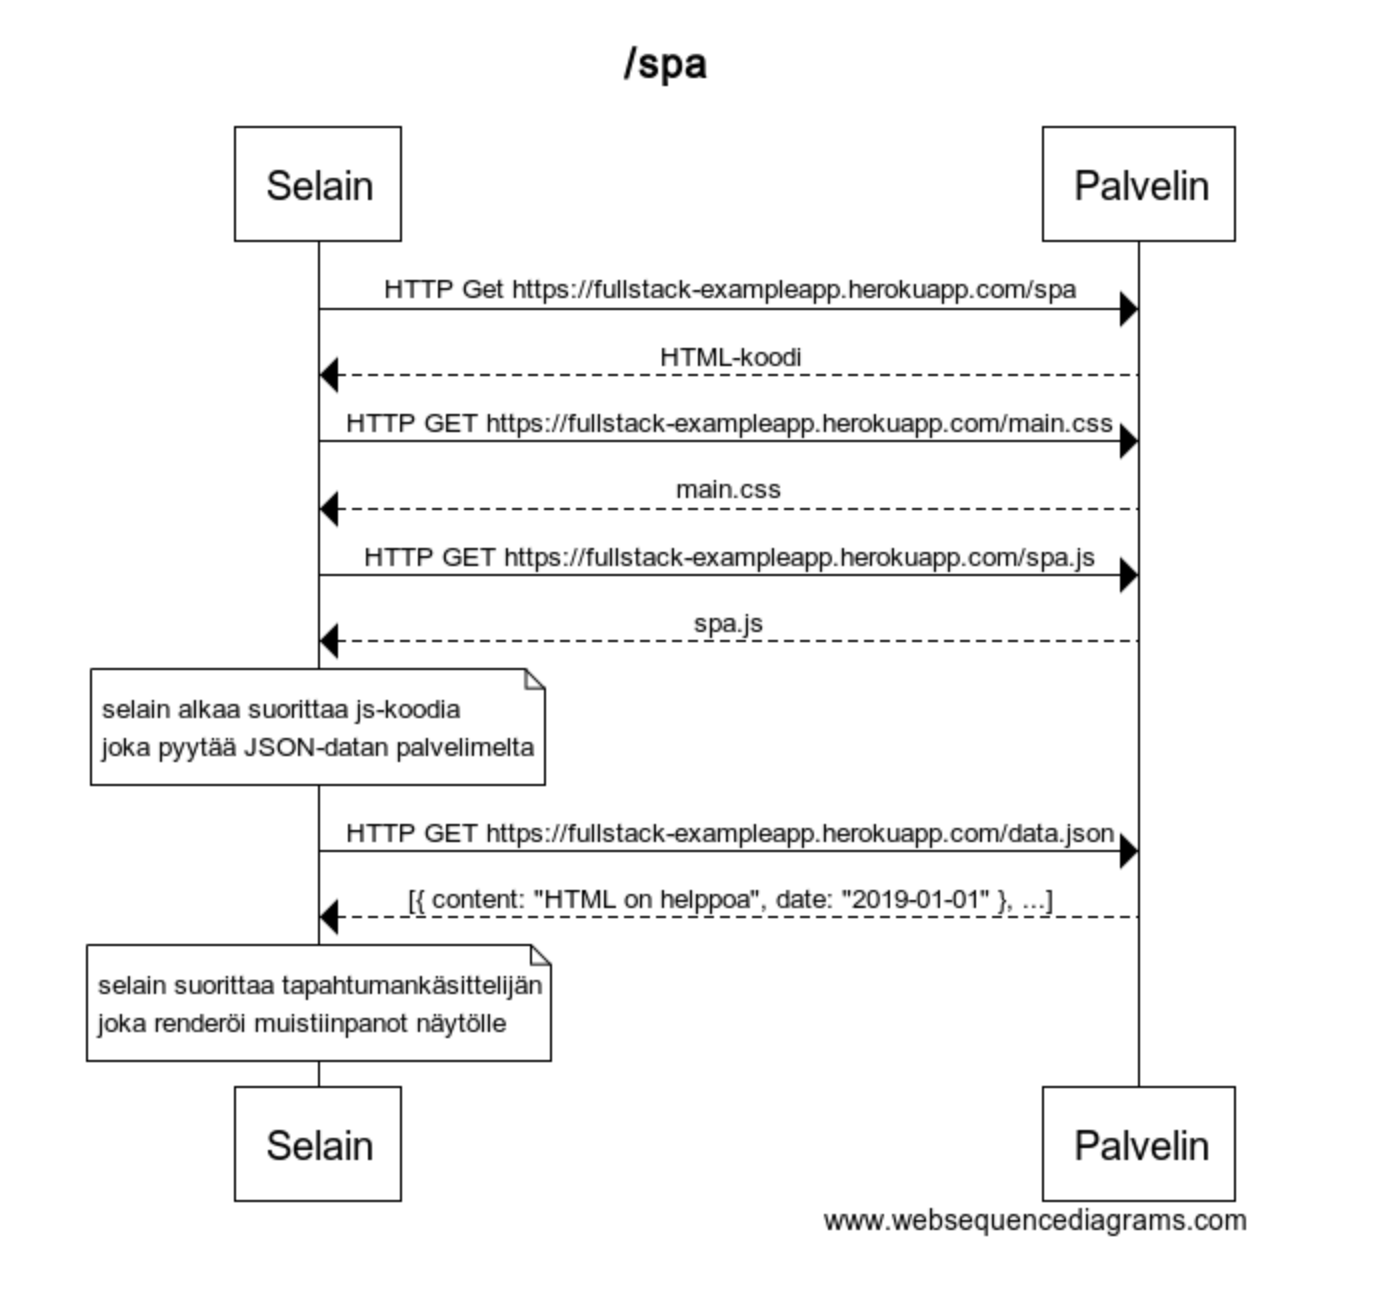 /spa
Selain
Palvelin
HTTP Get https://fullstack-exampleapp.herokuapp.com/spa
HTML-koodi
HTTP GET https://fullstack-exampleapp.herokuapp.com/main.css
main.css
HTTP GET https://fullstack-exampleapp.herokuapp.com/spa.js
spa.js
selain alkaa suorittaa js-koodia
joka pyytää JSON-datan palvelimelta
HTTP GET https://fullstack-exampleapp.herokuapp.com/data.json
[{ content: "HTML on helppoa", date: "2019-01-01" }, ...]
selain suorittaa tapahtumankäsittelijän
joka renderöi muistiinpanot näytölle
Selain
Palvelin
www.websequencediagrams.com